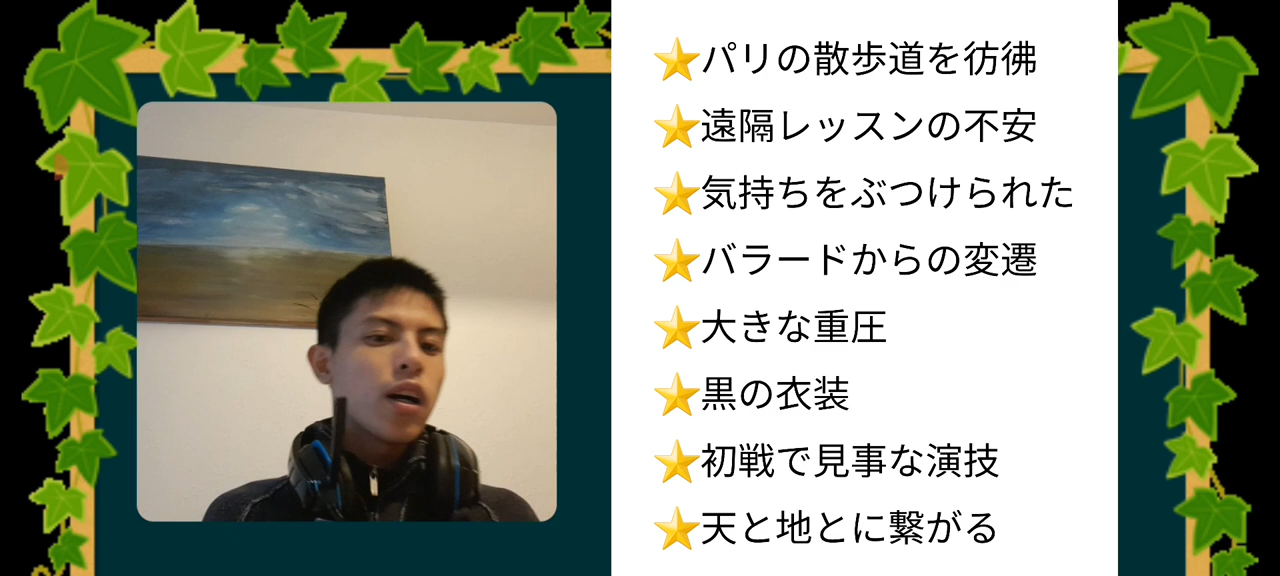 ⭐パリの散歩道を彷彿
⭐遠隔レッスンの不安
⭐気持ちをぶつけられた
⭐バラードからの変遷
⭐大きな重圧
⭐黒の衣装
⭐初戦で見事な演技
⭐天と地とに繋がる